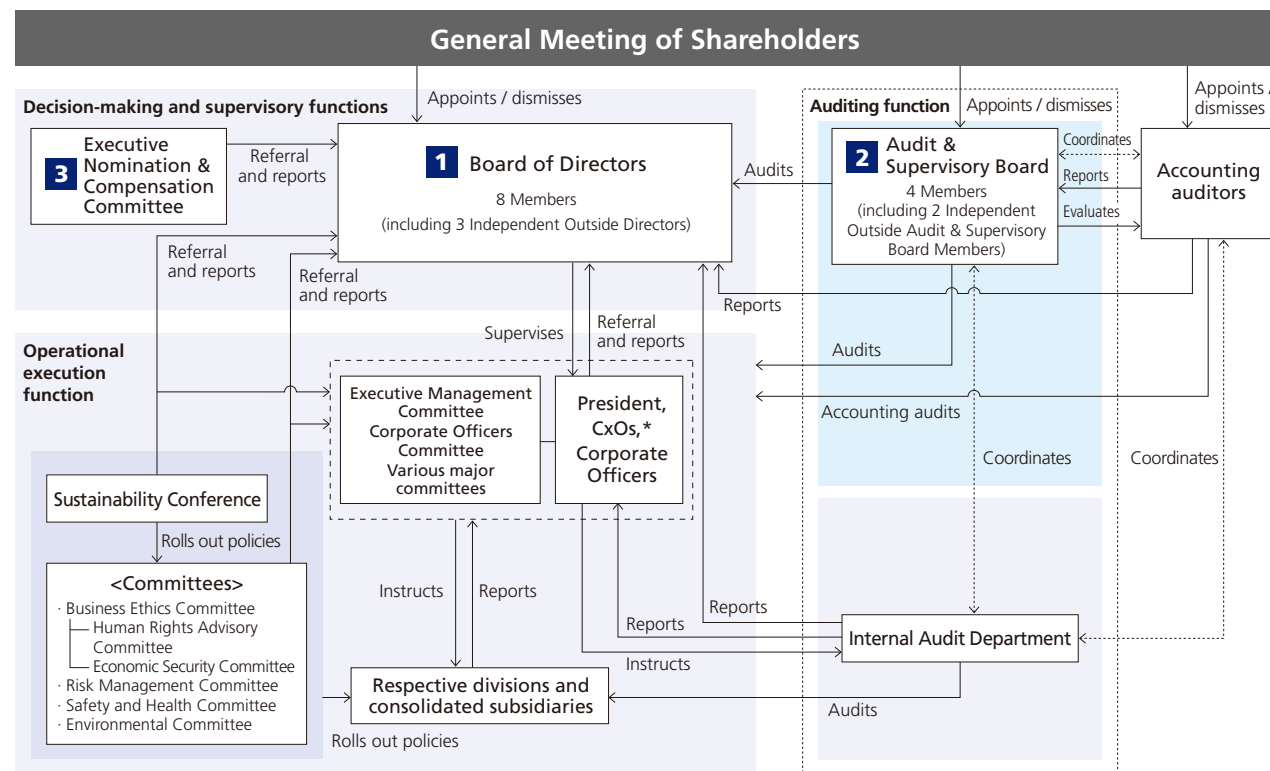 General Meeting of Shareholders
Decision-making and supervisory functions
Appoints / dismisses
Auditing function
Appoints / dismisses
Appoints /
dismisses
3
Executive
Nomination &
Compensation
Committee
Referral
and reports
1 Board of Directors
8 Members
(including 3 Independent Outside Directors)
Audits
2
Audit &
Supervisory Board
4 Members
(including 2 Independent
Outside Audit & Supervisory
Board Members)
Coordinates
Reports
Evaluates
Accounting
auditors
Referral
and reports
Referral
and reports
Reports
Operational
execution
function
Supervises
Referral
and reports
Audits
Executive Management
Committee
Corporate Officers
Committee
Various major
committees
President,
CxOs,*
Corporate
Officers
Accounting audits
Coordinates
Coordinates
Sustainability Conference
Rolls out policies
<Committees>
· Business Ethics Committee
Human Rights Advisory
Committee
Economic Security Committee
· Risk Management Committee
· Safety and Health Committee
· Environmental Committee
Instructs
Reports
Reports
Reports
Instructs
Internal Audit Department
Respective divisions and
consolidated subsidiaries
Audits
Rolls out policies